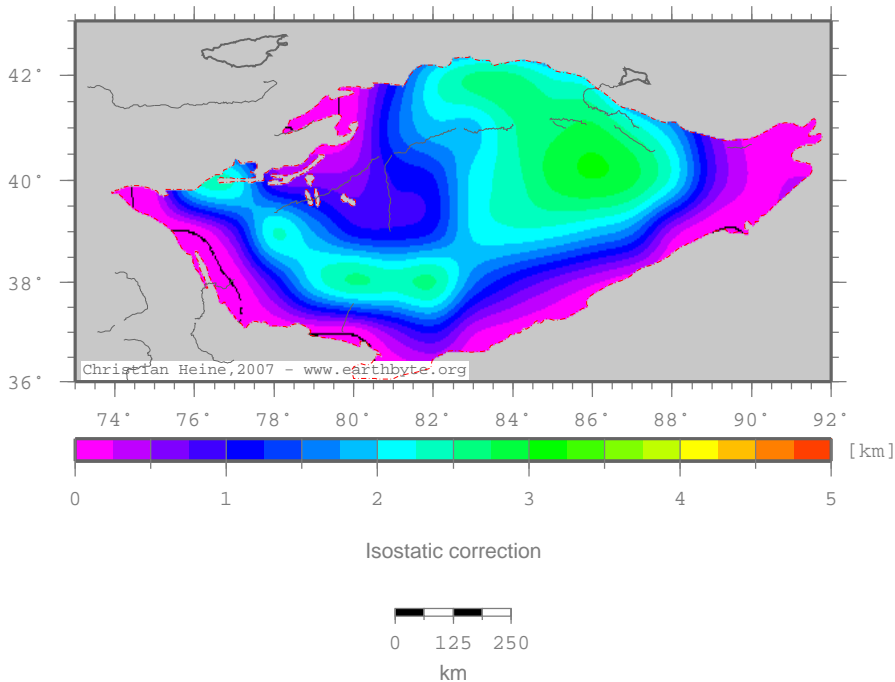 42°
40°
38°
36°
Christian Heine,2007 - www.earthbyte.org
74° 76° 78° 80° 82° 84° 86° 88° 90° 92°
[km]
0 1 2 3 4 5
Isostatic correction
0 125 250
km